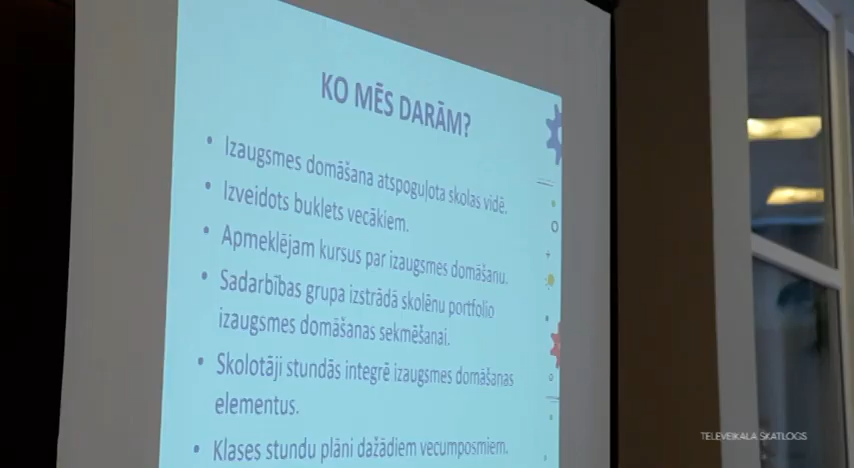 KO MĒS DARĀM?
• Izaugsmes domāšana atspoguļota skolas vidē.
• Izveidots buklets vecākiem.
• Apmeklējam kursus par izaugsmes domāšanu.
• Sadarbības grupa izstrādā skolēnu portfolio
izaugsmes domāšanas sekmēšanai.
• Skolotāji stundās integrē izaugsmes domāšanas
elementus.
• Klases stundu plāni dažādiem vecumposmiem.
TELEVEIKALA SKATLOGS